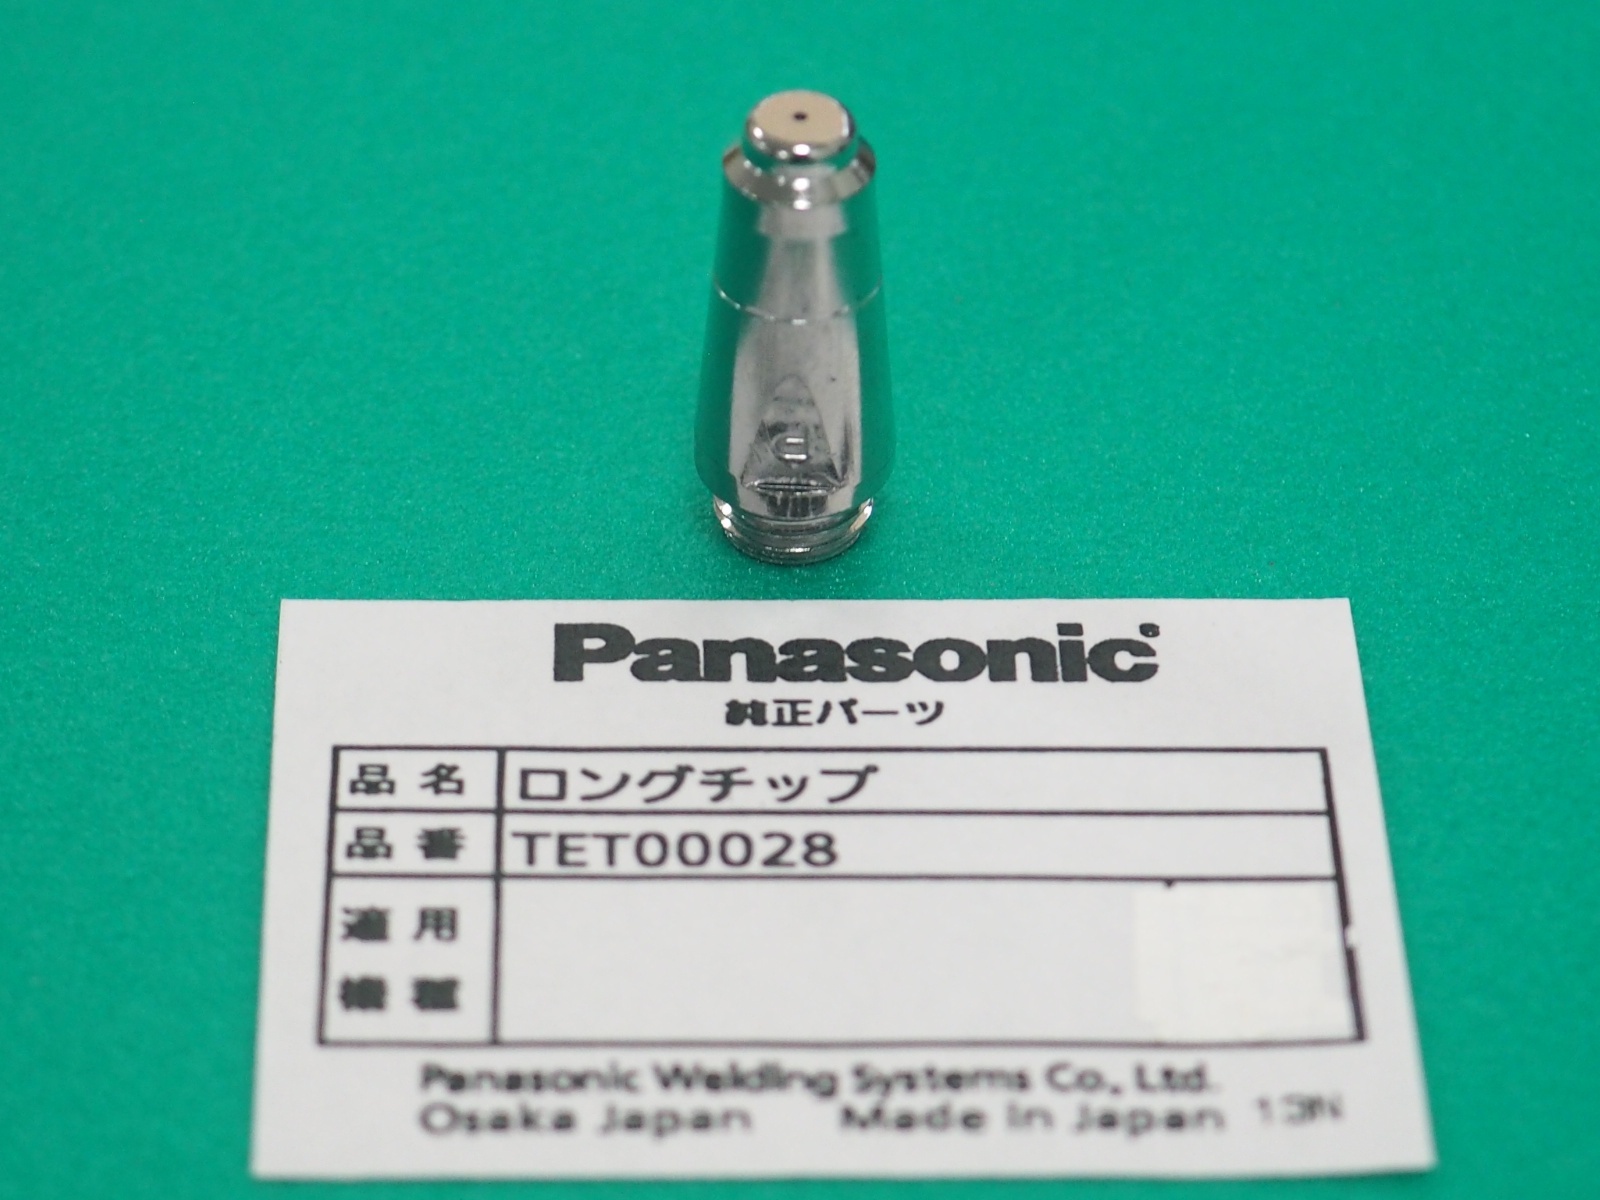 Panasonic
純正パーツ
品名 ロングチップ
品番 TET00028
適用
機種
Panasonic Welding Systems Co., Ltd.
Osaka Japan Made in Japan